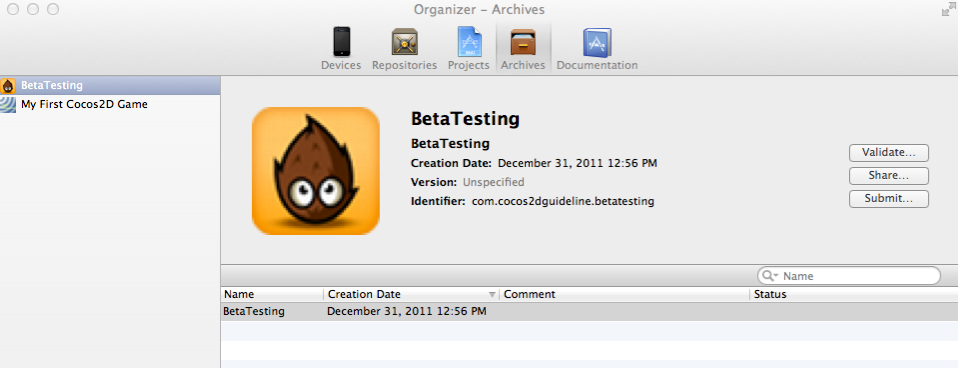 Organizer – Archives
Devices Repositories Projects Archives Documentation
BetaTesting
My First Cocos2D Game
BetaTesting
BetaTesting
Creation Date: December 31, 2011 12:56 PM
Version: Unspecified
Identifier: com.cocos2dguideline.betatesting
Validate...
Share...
Submit...
Name
Name Creation Date Comment Status
BetaTesting December 31, 2011 12:56 PM